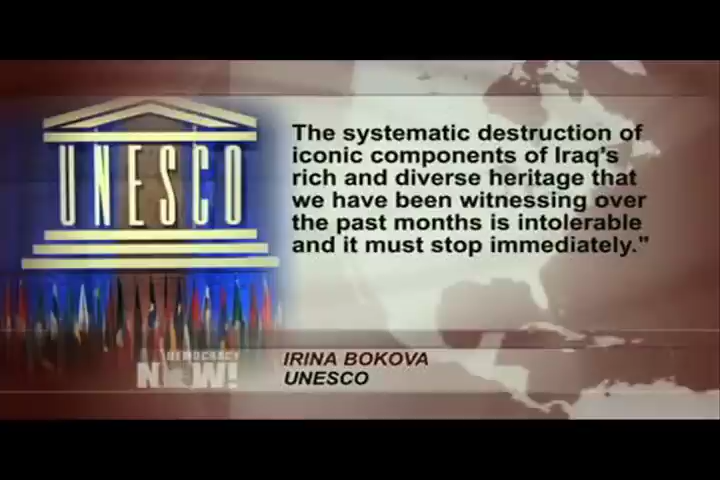 UNESCO
The systematic destruction of
iconic components of Iraq's
rich and diverse heritage that
we have been witnessing over
the past months is intolerable
and it must stop immediately."
IRINA BOKOVA
UNESCO
DEMOCRACY
NOW!